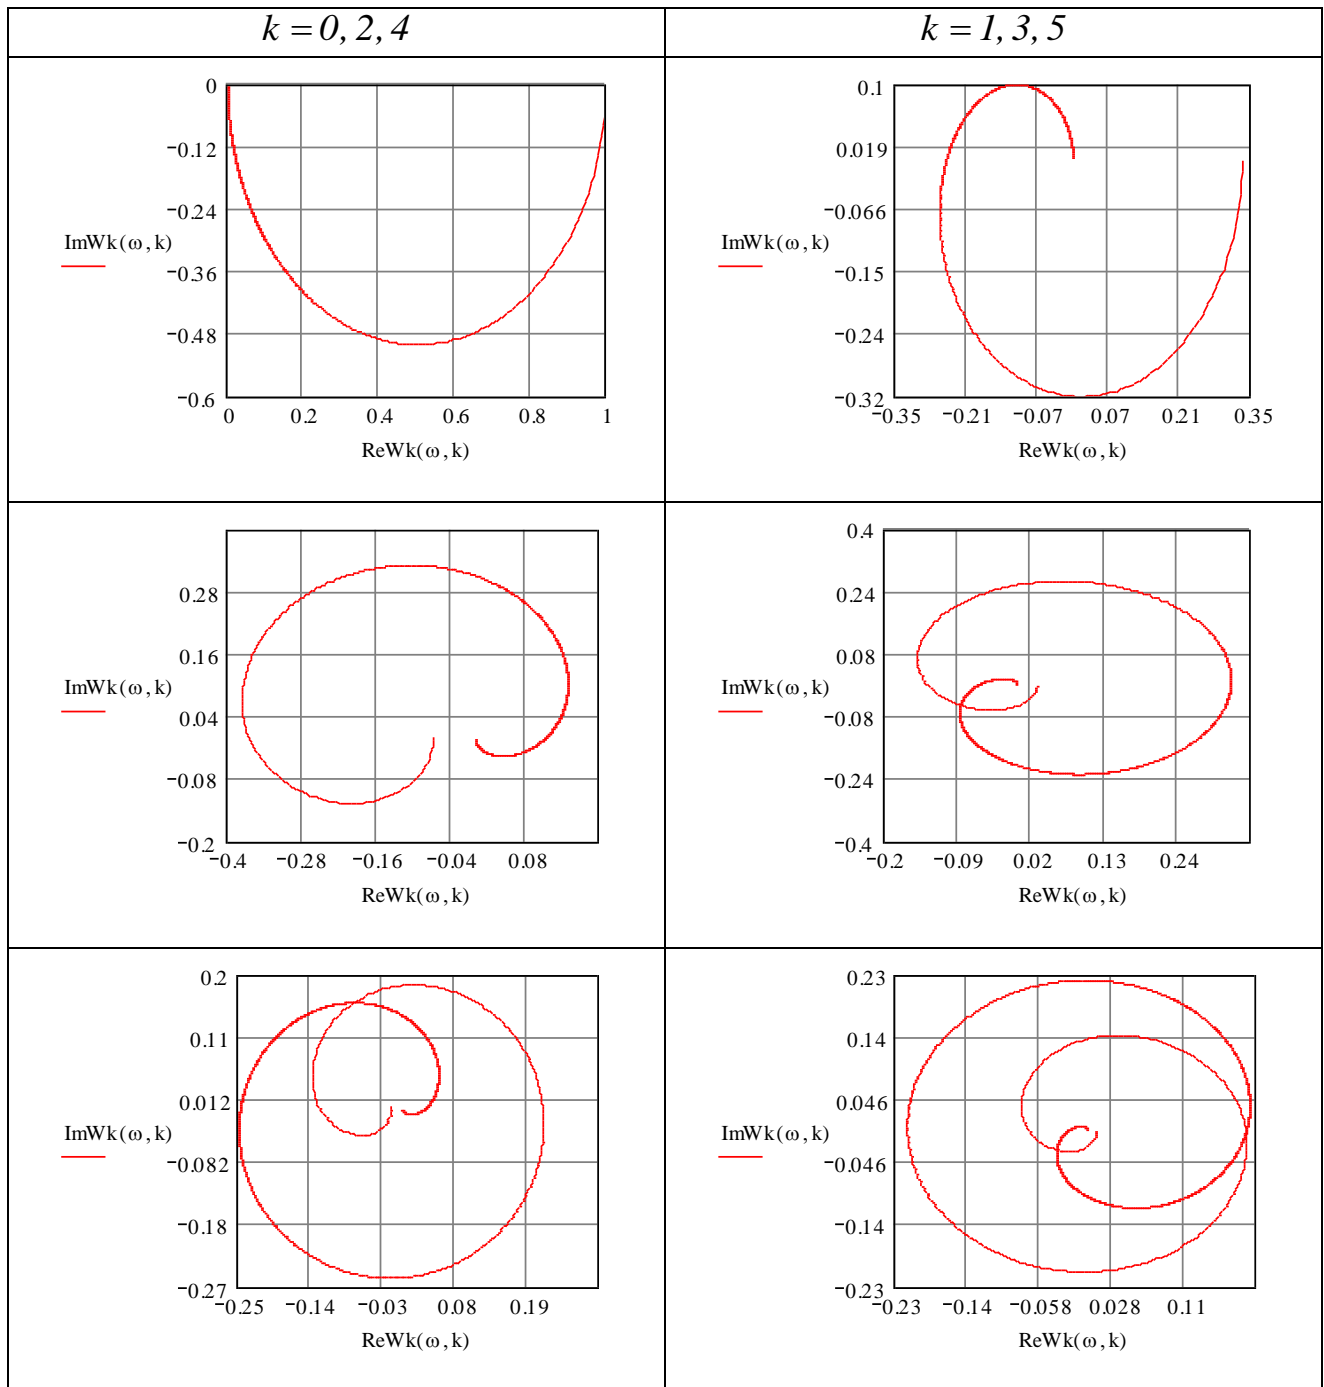 k = 0, 2, 4
k = 1, 3, 5
0
−0.12
−0.24
−0.36
−0.48
−0.6
ImWk(ω, k)
0 0.2 0.4 0.6 0.8 1
ReWk(ω, k)
0.1
0.019
−0.066
−0.15
−0.24
−0.32
ImWk(ω, k)
−0.35 −0.21 −0.07 0.07 0.21 0.35
ReWk(ω, k)
0.28
0.16
0.04
−0.08
−0.2
ImWk(ω, k)
−0.4 −0.28 −0.16 −0.04 0.08
ReWk(ω, k)
0.4
0.24
0.08
−0.08
−0.24
−0.4
ImWk(ω, k)
−0.2 −0.09 0.02 0.13 0.24
ReWk(ω, k)
0.2
0.11
0.012
−0.082
−0.18
−0.27
ImWk(ω, k)
−0.25 −0.14 −0.03 0.08 0.19
ReWk(ω, k)
0.23
0.14
0.046
−0.046
−0.14
−0.23
ImWk(ω, k)
−0.23 −0.14 −0.058 0.028 0.11
ReWk(ω, k)